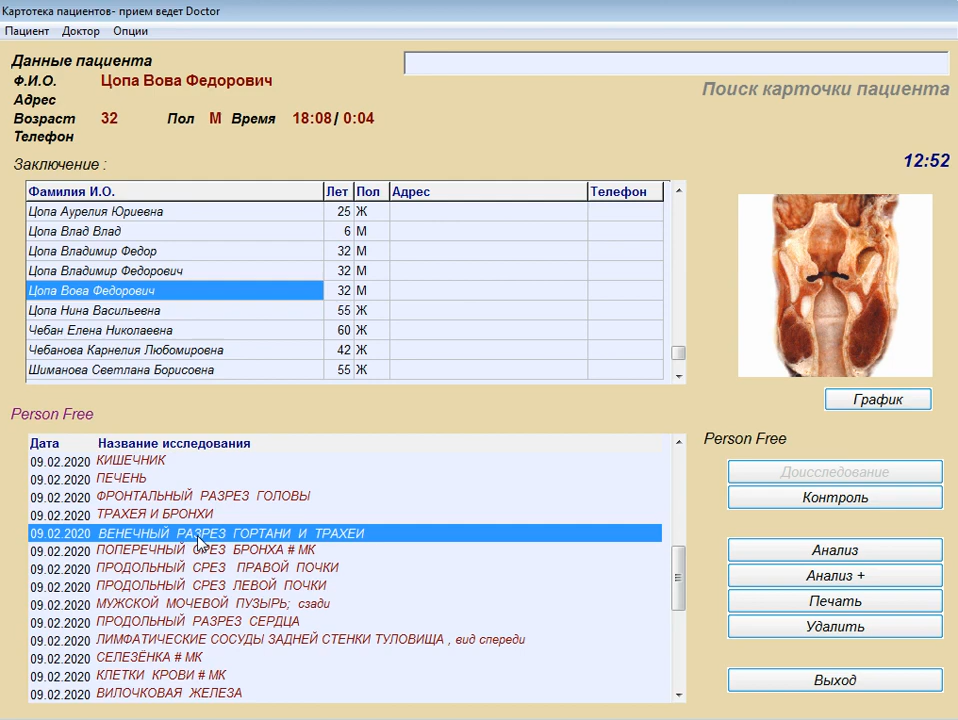 Картотека пациентов- прием ведет Doctor
Пациент Доктор Опции
Данные пациента
Ф.И.О. Цопа Вова Федорович
Адрес
Поиск карточки пациента
Возраст 32 Пол М Время 18:08/ 0:04
Телефон
Заключение :
12:52
Фамилия И.О. Лет Пол Адрес Телефон
Цопа Аурелия Юриевна 25 Ж
Цопа Влад Влад 6 М
Цопа Владимир Федор 32 М
Цопа Владимир Федорович 32 М
Цопа Вова Федорович 32 М
Цопа Нина Васильевна 55 Ж
Чебан Елена Николаевна 60 Ж
Чебанова Карнелия Любомировна 42 Ж
Шиманова Светлана Борисовна 55 Ж
График
Person Free
Person Free
Дата Название исследования
09.02.2020 КИШЕЧНИК
09.02.2020 ПЕЧЕНЬ
09.02.2020 ФРОНТАЛЬНЫЙ РАЗРЕЗ ГОЛОВЫ
09.02.2020 ТРАХЕЯ И БРОНХИ
09.02.2020 ВЕНЕЧНЫЙ РАЗРЕЗ ГОРТАНИ И ТРАХЕИ
09.02.2020 ПОПЕРЕЧНЫЙ СРЕЗ БРОНХА # МК
09.02.2020 ПРОДОЛЬНЫЙ СРЕЗ ПРАВОЙ ПОЧКИ
09.02.2020 ПРОДОЛЬНЫЙ СРЕЗ ЛЕВОЙ ПОЧКИ
09.02.2020 МУЖСКОЙ МОЧЕВОЙ ПУЗЫРЬ; сзади
09.02.2020 ПРОДОЛЬНЫЙ РАЗРЕЗ СЕРДЦА
09.02.2020 ЛИМФАТИЧЕСКИЕ СОСУДЫ ЗАДНЕЙ СТЕНКИ ТУЛОВИЩА , вид спереди
09.02.2020 СЕЛЕЗЁНКА # МК
09.02.2020 КЛЕТКИ КРОВИ # МК
09.02.2020 ВИЛОЧКОВАЯ ЖЕЛЕЗА
Доисследование
Контроль
Анализ
Анализ +
Печать
Удалить
Выход